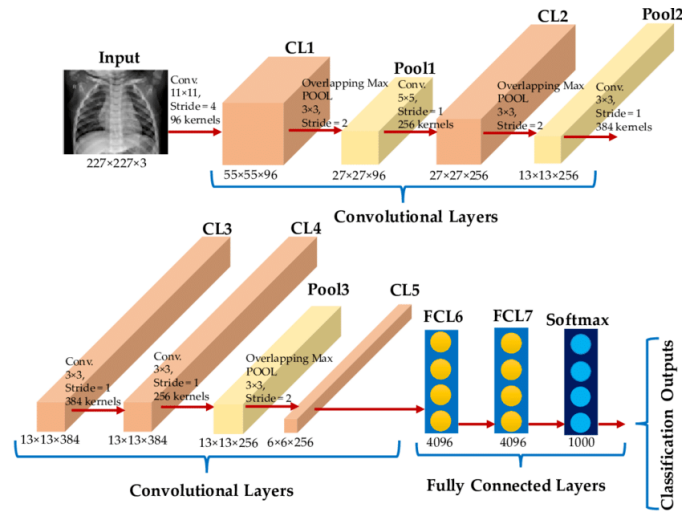 Input
Conv.
11×11,
Stride = 4
96 kernels
227×227×3
CL1
55×55×96
Overlapping Max
POOL
3×3,
Stride = 2
Pool1
27×27×96
Conv.
5×5,
Stride = 1
256 kernels
CL2
27×27×256
Overlapping Max
POOL
3×3,
Stride = 2
Pool2
13×13×256
Conv.
3×3,
Stride = 1
384 kernels
Convolutional Layers
CL3
Conv.
3×3,
Stride = 1
384 kernels
13×13×384
CL4
Conv.
3×3,
Stride = 1
256 kernels
13×13×384
Pool3
Overlapping Max
POOL
3×3,
Stride = 2
13×13×256
CL5
6×6×256
Convolutional Layers
FCL6
4096
FCL7
4096
Softmax
1000
Fully Connected Layers
Classification Outputs